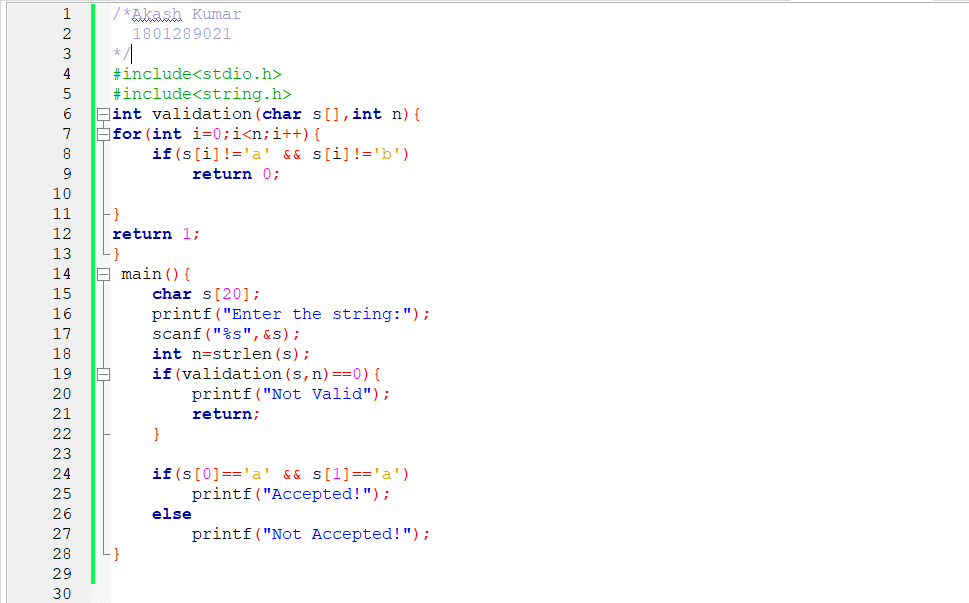 1 /*Akash Kumar
2 1801289021
3 */
4 #include<stdio.h>
5 #include<string.h>
6 int validation(char s[],int n){
7 for(int i=0;i<n;i++){
8 if(s[i]!='a' && s[i]!='b')
9 return 0;
10
11 }
12 return 1;
13 }
14 main(){
15 char s[20];
16 printf("Enter the string:");
17 scanf("%s",&s);
18 int n=strlen(s);
19 if(validation(s,n)==0){
20 printf("Not Valid");
21 return;
22 }
23
24 if(s[0]=='a' && s[1]=='a')
25 printf("Accepted!");
26 else
27 printf("Not Accepted!");
28 }
29
30